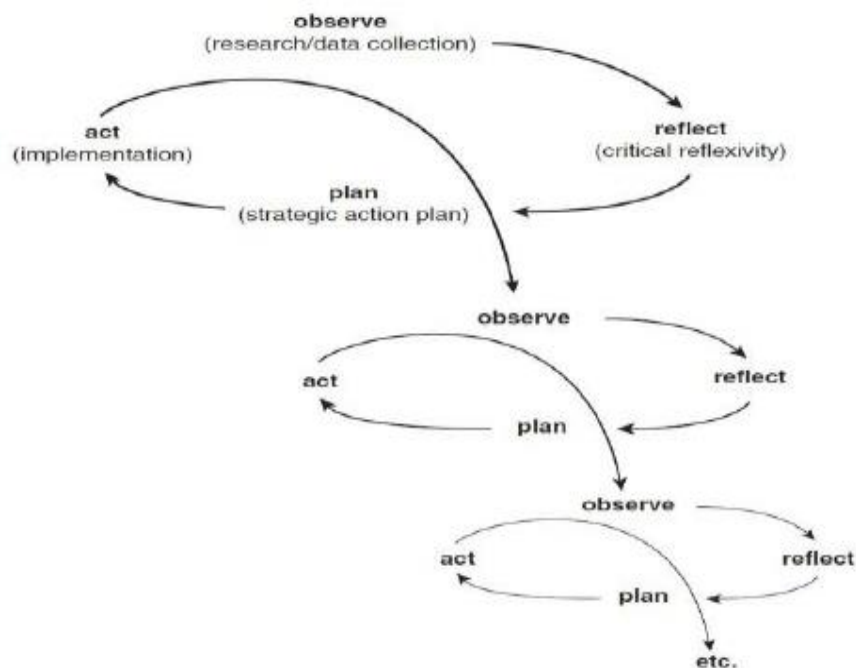 observe
(research/data collection)
reflect
(critical reflexivity)
plan
(strategic action plan)
act
(implementation)
observe
reflect
plan
act
observe
reflect
plan
act
etc.